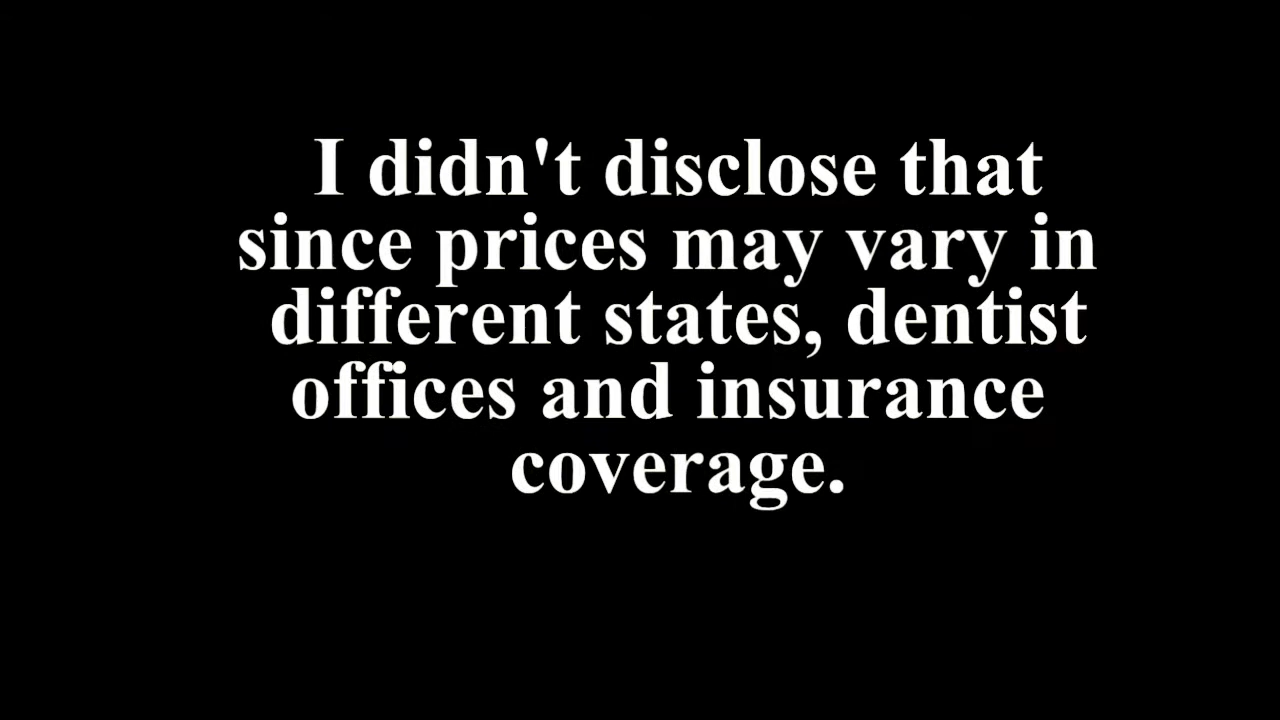 I didn't disclose that
since prices may vary in
different states, dentist
offices and insurance
coverage.